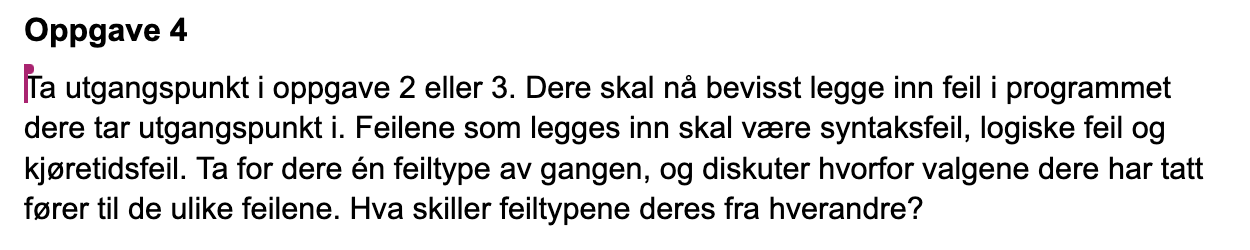 Oppgave 4
Ta utgangspunkt i oppgave 2 eller 3. Dere skal nå bevisst legge inn feil i programmet
dere tar utgangspunkt i. Feilene som legges inn skal være syntaksfeil, logiske feil og
kjøretidsfeil. Ta for dere én feiltype av gangen, og diskuter hvorfor valgene dere har tatt
fører til de ulike feilene. Hva skiller feiltypene deres fra hverandre?